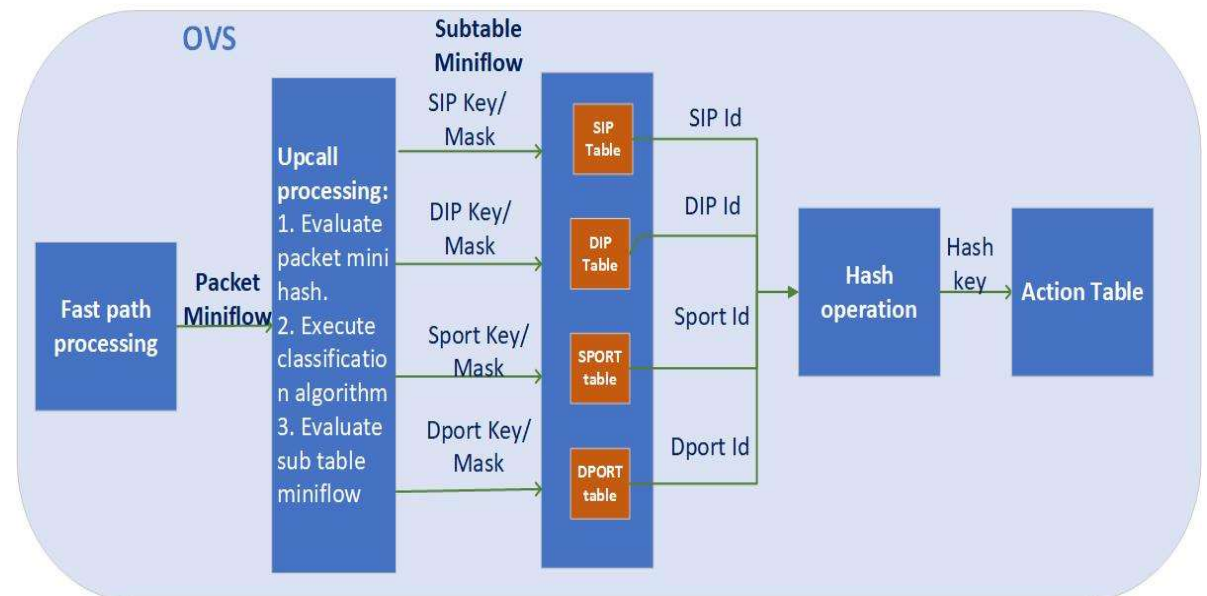 OVS
Subtable
Miniflow
Fast path
processing
Packet
Miniflow
Upcall
processing:
1. Evaluate
packet mini
hash.
2. Execute
classificatio
n algorithm
3. Evaluate
sub table
miniflow
SIP Key/
Mask
DIP Key/
Mask
Sport Key/
Mask
Dport Key/
Mask
SIP
Table
DIP
Table
SPORT
table
DPORT
table
SIP Id
DIP Id
Sport Id
Dport Id
Hash
operation
Hash
key
Action Table